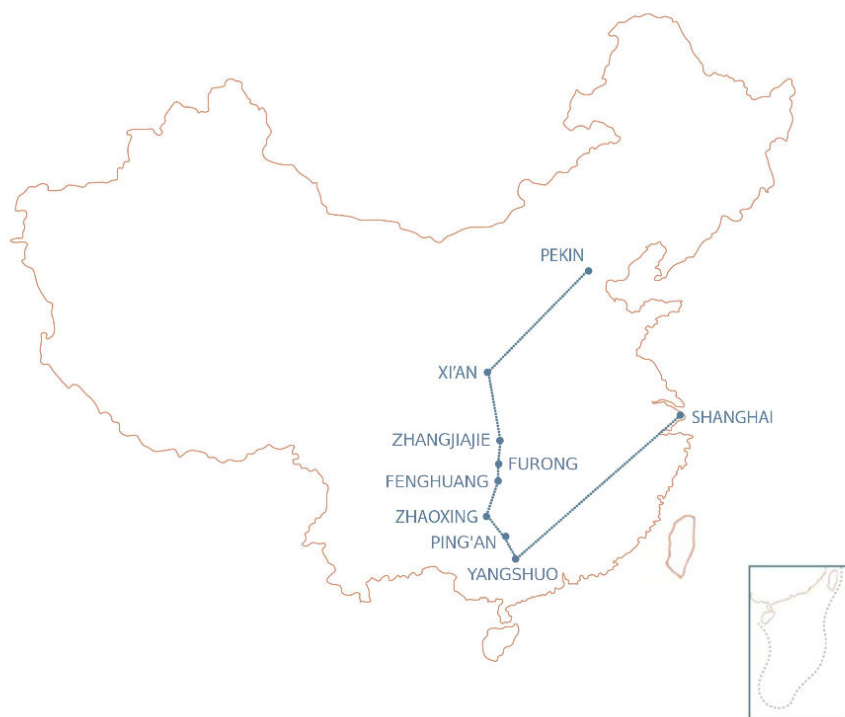 PEKIN
XI’AN
SHANGHAI
ZHANGJIAJIE
FURONG
FENGHUANG
ZHAOXING
PING'AN
YANGSHUO